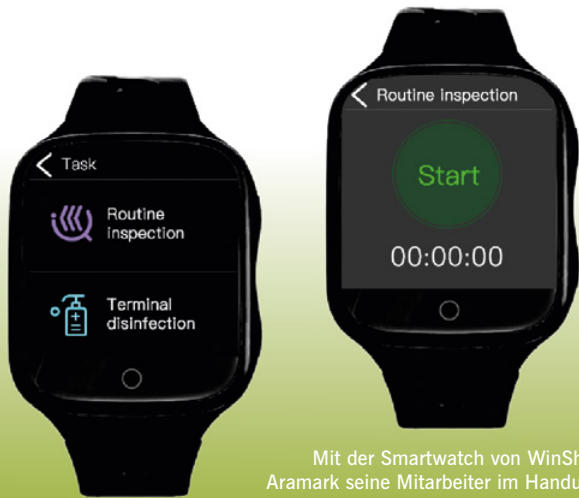 Task
Routine
inspection
Terminal
disinfection
Routine inspection
Start
00:00:00
Mit der Smartwatch von
Aramark seine Mitarbeiter im